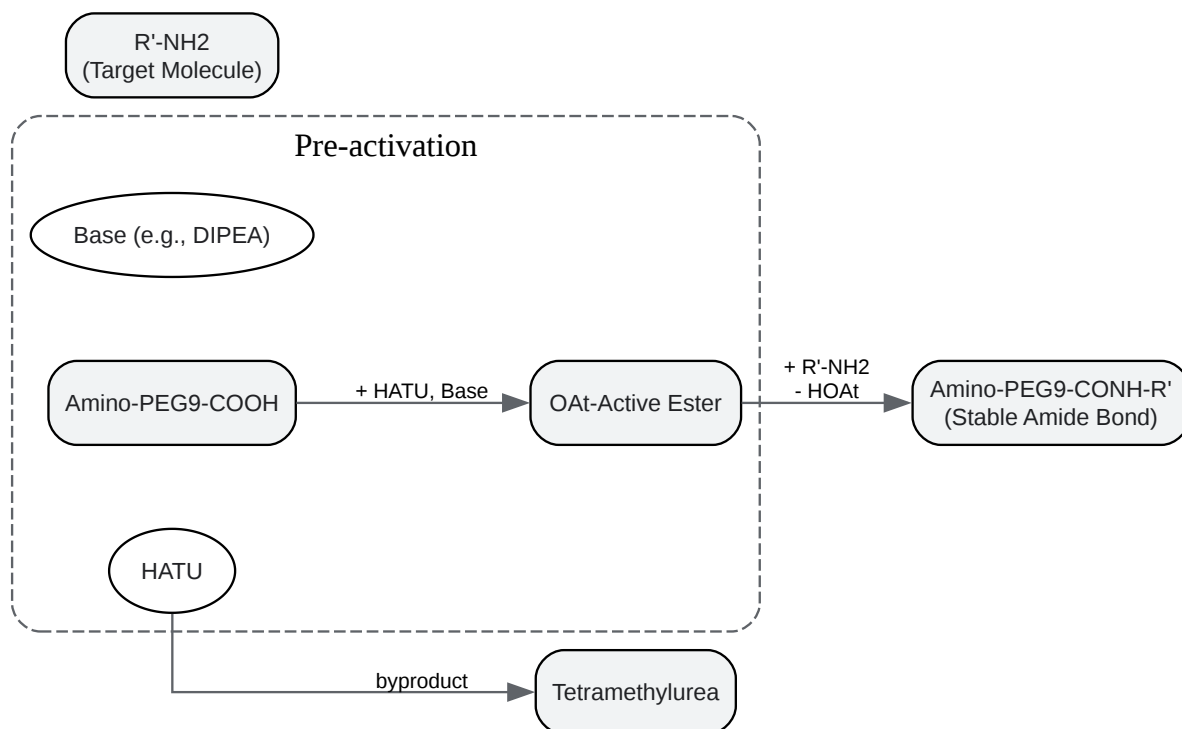 R'-NH2
(Target Molecule)
Pre-activation
Base (e.g., DIPEA)
Amino-PEG9-COOH
+ HATU, Base
OAt-Active Ester
+ R'-NH2
- HOAt
Amino-PEG9-CONH-R'
(Stable Amide Bond)
HATU
byproduct
Tetramethylurea